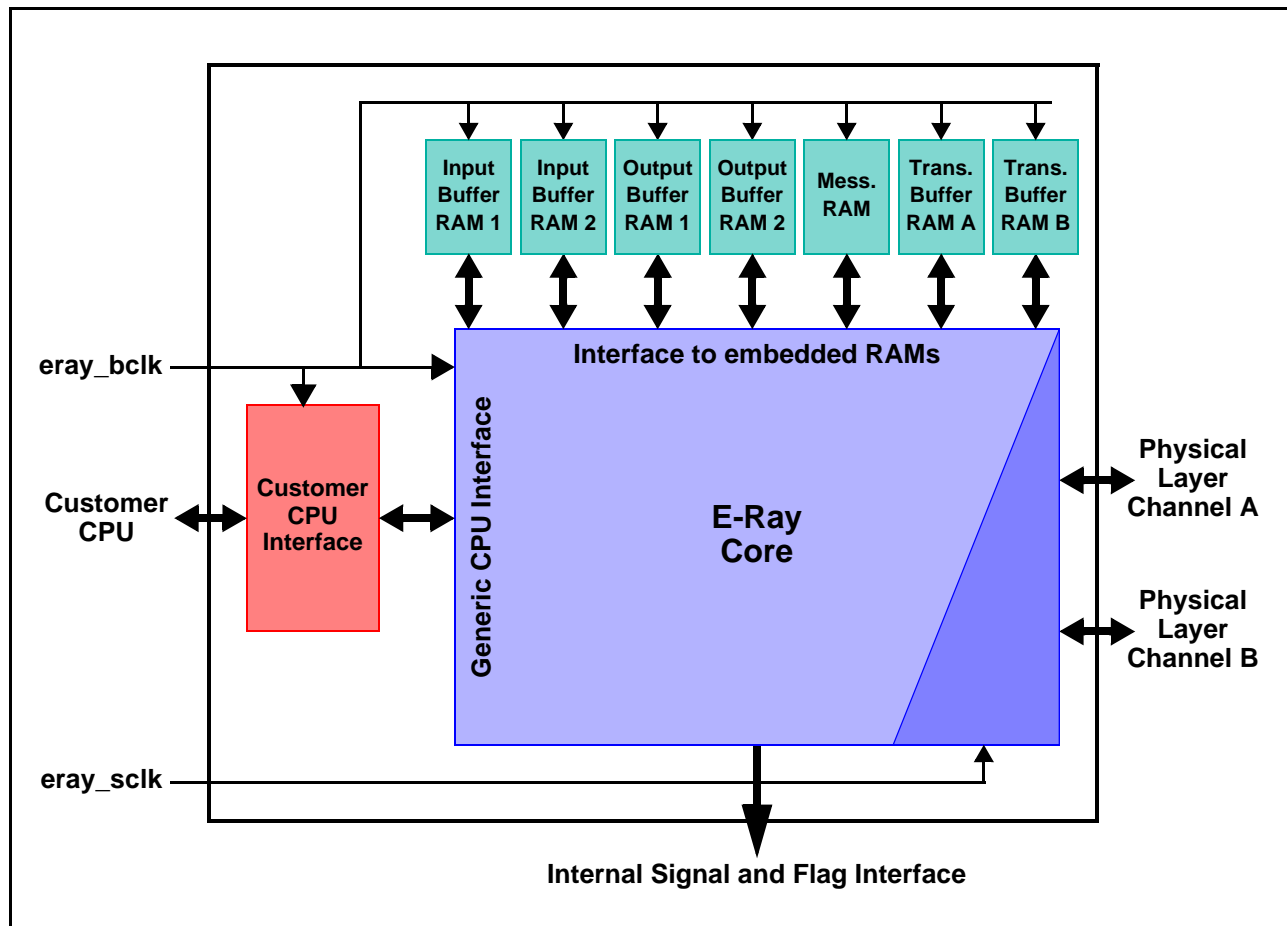 Input
Buffer
RAM 1
Input
Buffer
RAM 2
Output
Buffer
RAM 1
Output
Buffer
RAM 2
Mess.
RAM
Trans.
Buffer
RAM A
Trans.
Buffer
RAM B
Interface to embedded RAMs
eray_bclk
Customer
CPU
Customer
CPU
Interface
Generic CPU Interface
E-Ray
Core
Physical
Layer
Channel A
Physical
Layer
Channel B
eray_sclk
Internal Signal and Flag Interface